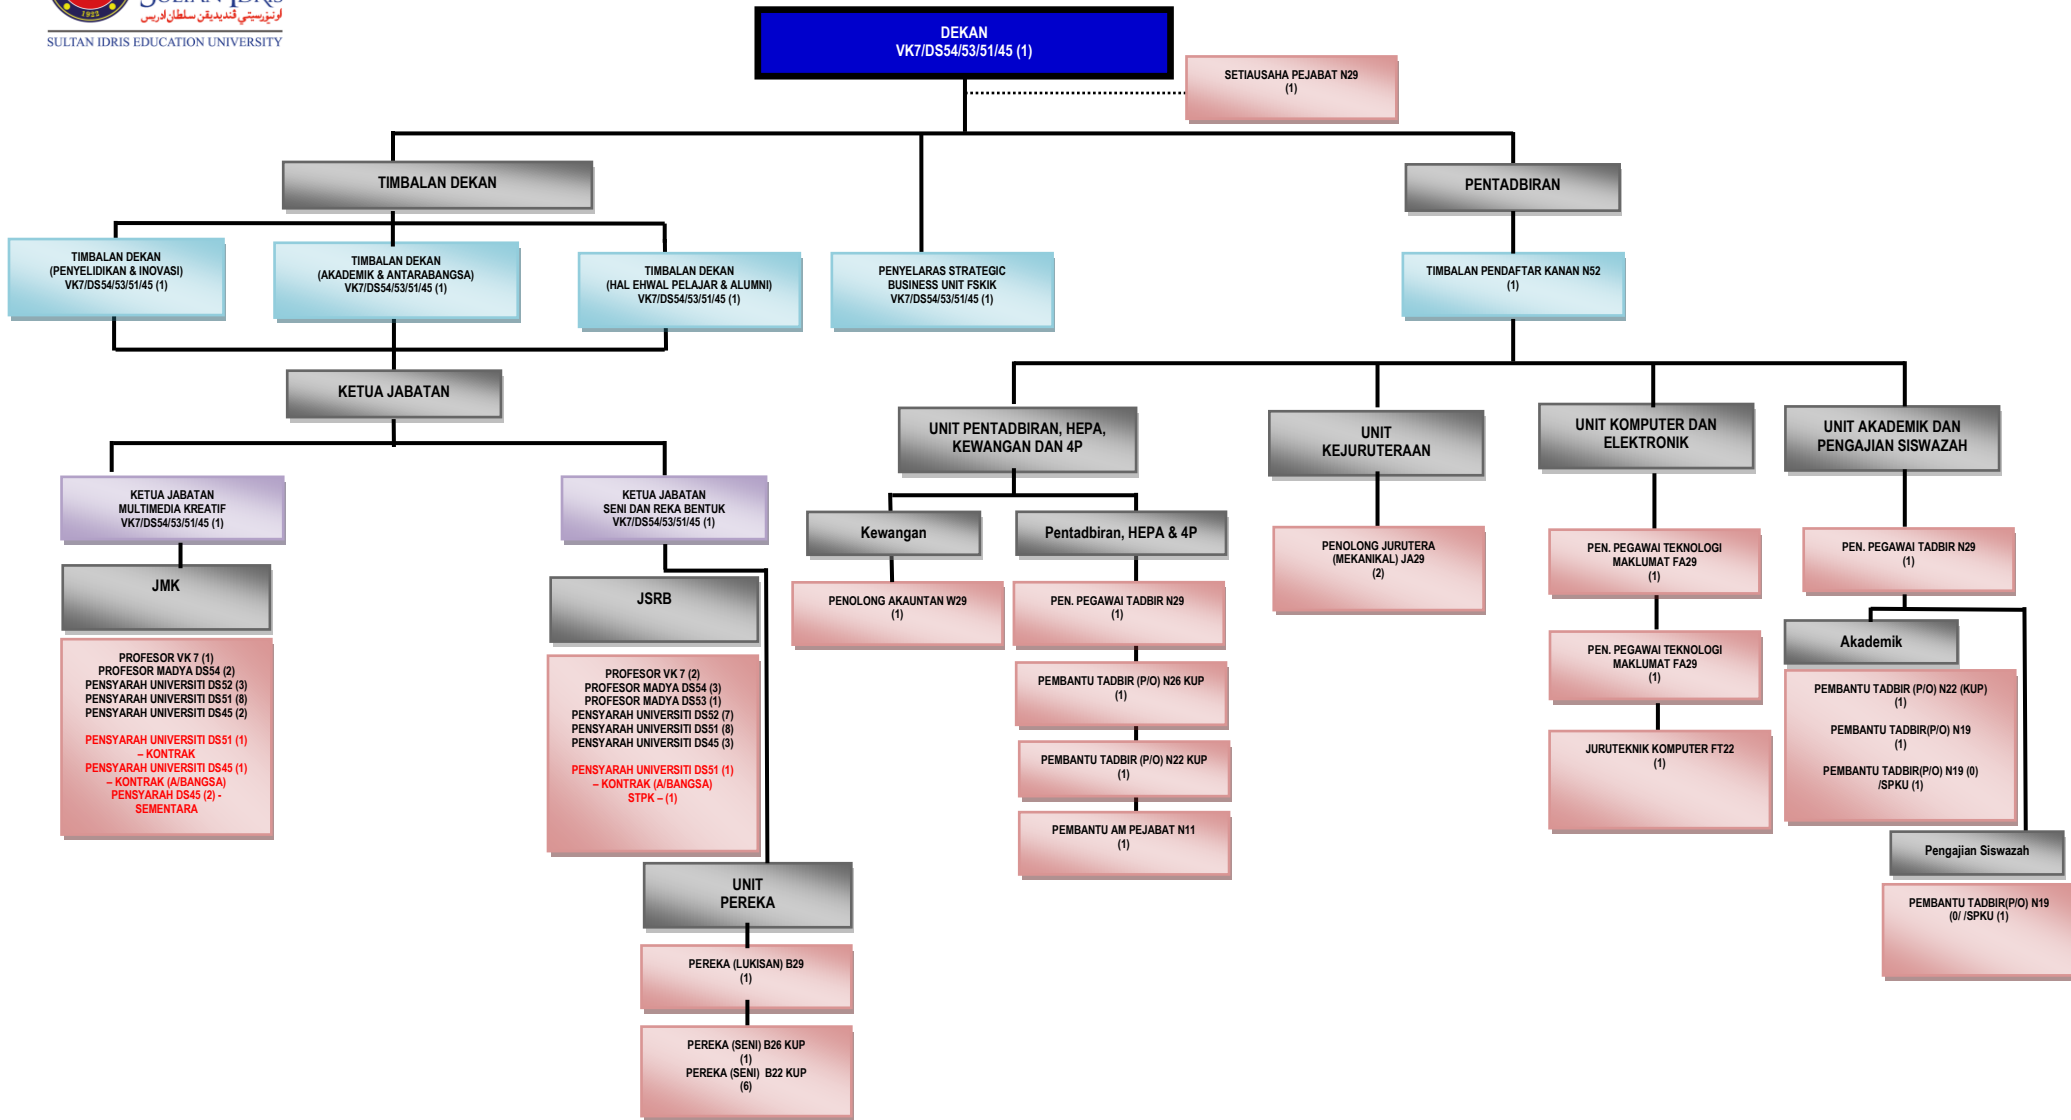 SULTAN IDRIS
اونيۏرسيتي ڤنديديقن سلطان ادريس
1922
SULTAN IDRIS EDUCATION UNIVERSITY
DEKAN
VK7/DS54/53/51/45 (1)
SETIAUSAHA PEJABAT N29
(1)
TIMBALAN DEKAN
PENTADBIRAN
TIMBALAN DEKAN
(PENYELIDIKAN & INOVASI)
VK7/DS54/53/51/45 (1)
TIMBALAN DEKAN
(AKADEMIK & ANTARABANGSA)
VK7/DS54/53/51/45 (1)
TIMBALAN DEKAN
(HAL EHWAL PELAJAR & ALUMNI)
VK7/DS54/53/51/45 (1)
PENYELARAS STRATEGIC
BUSINESS UNIT FSKIK
VK7/DS54/53/51/45 (1)
TIMBALAN PENDAFTAR KANAN N52
(1)
KETUA JABATAN
KETUA JABATAN
MULTIMEDIA KREATIF
VK7/DS54/53/51/45 (1)
KETUA JABATAN
SENI DAN REKA BENTUK
VK7/DS54/53/51/45 (1)
JMK
PROFESOR VK 7 (1)
PROFESOR MADYA DS54 (2)
PENSYARAH UNIVERSITI DS52 (3)
PENSYARAH UNIVERSITI DS51 (8)
PENSYARAH UNIVERSITI DS45 (2)
PENSYARAH UNIVERSITI DS51 (1)
– KONTRAK
PENSYARAH UNIVERSITI DS45 (1)
– KONTRAK (A/BANGSA)
PENSYARAH DS45 (2) -
SEMENTARA
JSRB
PROFESOR VK 7 (2)
PROFESOR MADYA DS54 (3)
PROFESOR MADYA DS53 (1)
PENSYARAH UNIVERSITI DS52 (7)
PENSYARAH UNIVERSITI DS51 (8)
PENSYARAH UNIVERSITI DS45 (3)
PENSYARAH UNIVERSITI DS51 (1)
– KONTRAK (A/BANGSA)
STPK – (1)
UNIT
PEREKA
PEREKA (LUKISAN) B29
(1)
PEREKA (SENI) B26 KUP
(1)
PEREKA (SENI) B22 KUP
(6)
UNIT PENTADBIRAN, HEPA,
KEWANGAN DAN 4P
Kewangan
PENOLONG AKAUNTAN W29
(1)
Pentadbiran, HEPA & 4P
PEN. PEGAWAI TADBIR N29
(1)
PEMBANTU TADBIR (P/O) N26 KUP
(1)
PEMBANTU TADBIR (P/O) N22 KUP
(1)
PEMBANTU AM PEJABAT N11
(1)
UNIT
KEJURUTERAAN
PENOLONG JURUTERA
(MEKANIKAL) JA29
(2)
UNIT KOMPUTER DAN
ELEKTRONIK
PEN. PEGAWAI TEKNOLOGI
MAKLUMAT FA29
(1)
PEN. PEGAWAI TEKNOLOGI
MAKLUMAT FA29
(1)
JURUTEKNIK KOMPUTER FT22
(1)
UNIT AKADEMIK DAN
PENGAJIAN SISWAZAH
PEN. PEGAWAI TADBIR N29
(1)
Akademik
PEMBANTU TADBIR (P/O) N22 (KUP)
(1)
PEMBANTU TADBIR(P/O) N19
(1)
PEMBANTU TADBIR(P/O) N19 (0)
/SPKU (1)
Pengajian Siswazah
PEMBANTU TADBIR(P/O) N19
(0/ /SPKU (1)